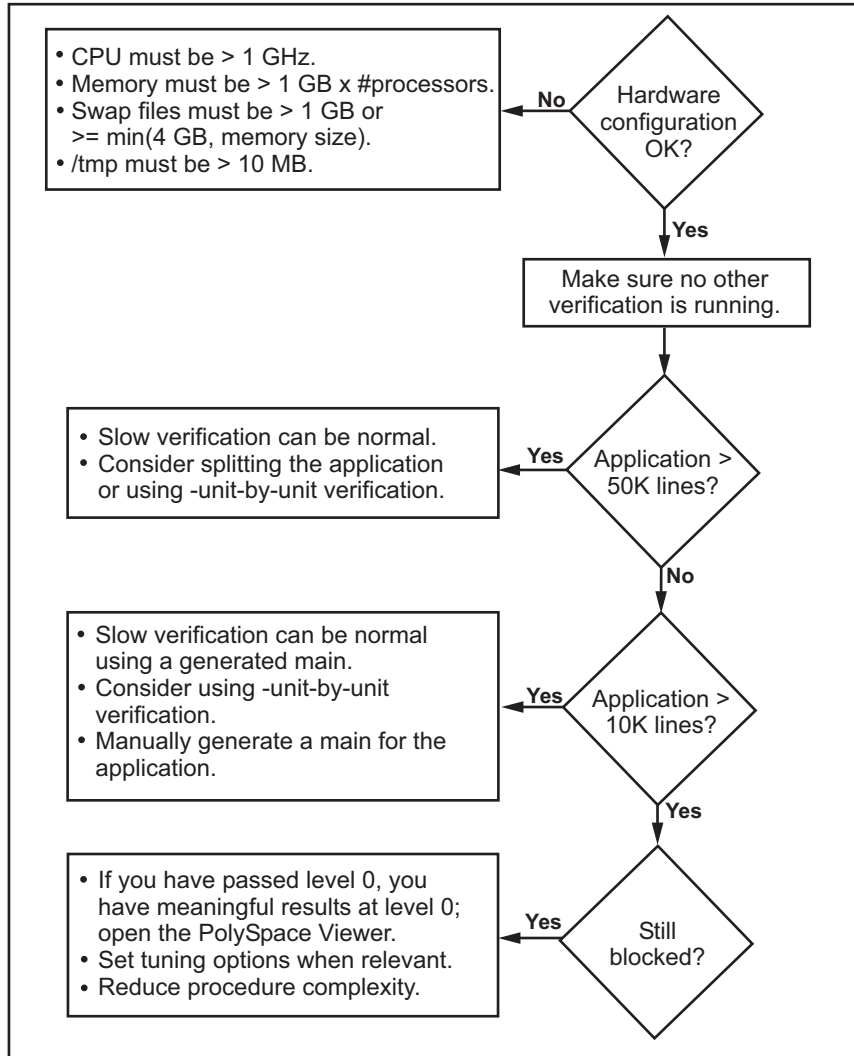 • CPU must be > 1 GHz.
• Memory must be > 1 GB x #processors.
• Swap files must be > 1 GB or
>= min(4 GB, memory size).
• /tmp must be > 10 MB.
No
Hardware
configuration
OK?
Yes
Make sure no other
verification is running.
• Slow verification can be normal.
• Consider splitting the application
or using -unit-by-unit verification.
Yes
Application >
50K lines?
No
• Slow verification can be normal
using a generated main.
• Consider using -unit-by-unit
verification.
• Manually generate a main for the
application.
Yes
Application >
10K lines?
Yes
• If you have passed level 0, you
have meaningful results at level 0;
open the PolySpace Viewer.
• Set tuning options when relevant.
• Reduce procedure complexity.
Yes
Still
blocked?